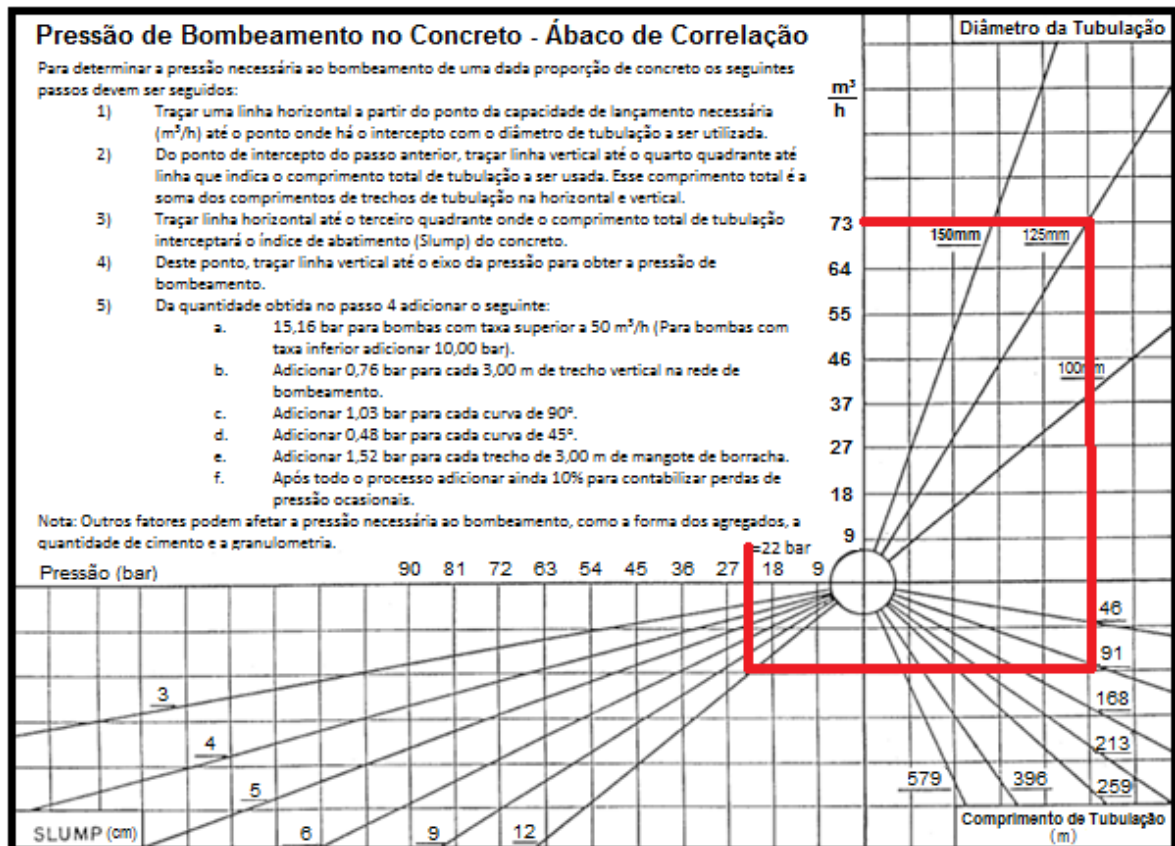 Pressão de Bombeamento no Concreto - Ábaco de Correlação
Para determinar a pressão necessária ao bombeamento de uma dada proporção de concreto os seguintes
passos devem ser seguidos:
1) Traçar uma linha horizontal a partir do ponto da capacidade de lançamento necessária
(m³/h) até o ponto onde há o intercepto com o diâmetro de tubulação a ser utilizada.
2) Do ponto de intercepto do passo anterior, traçar linha vertical até o quarto quadrante até
linha que indica o comprimento total de tubulação a ser usada. Esse comprimento total é a
soma dos comprimentos de trechos de tubulação na horizontal e vertical.
3) Traçar linha horizontal até o terceiro quadrante onde o comprimento total de tubulação
interceptará o índice de abatimento (Slump) do concreto.
4) Deste ponto, traçar linha vertical até o eixo da pressão para obter a pressão de
bombeamento.
5) Da quantidade obtida no passo 4 adicionar o seguinte:
a. 15,16 bar para bombas com taxa superior a 50 m³/h (Para bombas com
taxa inferior adicionar 10,00 bar).
b. Adicionar 0,76 bar para cada 3,00 m de trecho vertical na rede de
bombeamento.
c. Adicionar 1,03 bar para cada curva de 90°.
d. Adicionar 0,48 bar para cada curva de 45°.
e. Adicionar 1,52 bar para cada trecho de 3,00 m de mangote de borracha.
f. Após todo o processo adicionar ainda 10% para contabilizar perdas de
pressão ocasionais.
Nota: Outros fatores podem afetar a pressão necessária ao bombeamento, como a forma dos agregados, a
quantidade de cimento e a granulometria.
Diâmetro da Tubulação
m³
h
73
64
55
46
37
27
18
9
150mm 125mm
100mm
=22 bar
Pressão (bar) 90 81 72 63 54 45 36 27 18 9
46
91
168
213
259
396
579
3
4
5
6
9
12
SLUMP (cm)
Comprimento de Tubulação
(m)